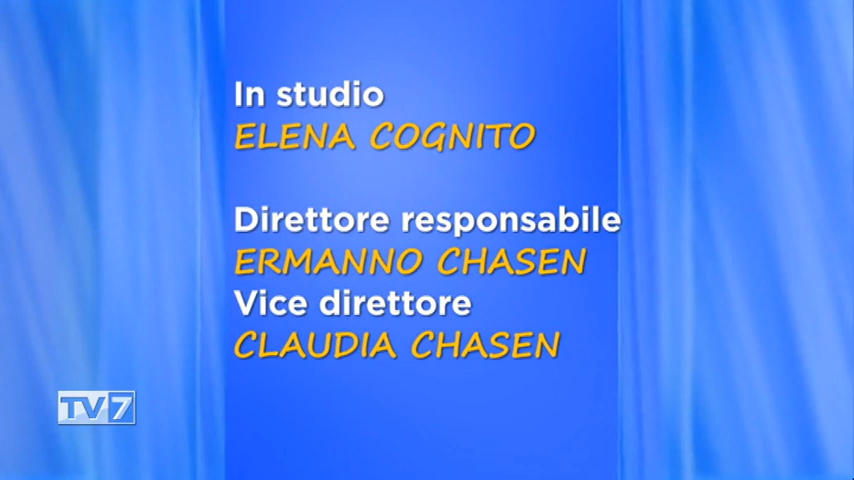 In studio
ELENA COGNITO
Direttore responsabile
ERMANNO CHASEN
Vice direttore
CLAUDIA CHASEN
TV7